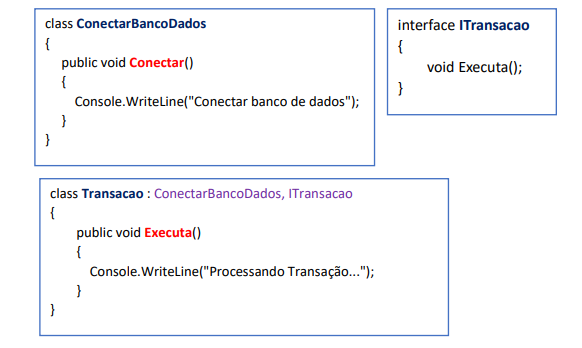 class ConectarBancoDados
{
public void Conectar()
{
Console.WriteLine("Conectar banco de dados");
}
}
interface ITransacao
{
void Executa();
}
class Transacao : ConectarBancoDados, ITransacao
{
public void Executa()
{
Console.WriteLine("Processando Transação...");
}
}